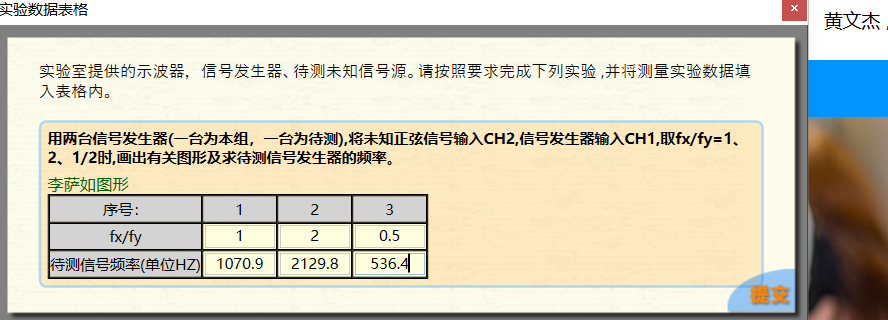 实验数据表格
×
黄文杰,
实验室提供的示波器， 信号发生器、待测未知信号源。请按照要求完成下列实验 ,并将测量实验数据填
入表格内。
用两台信号发生器(一台为本组，一台为待测),将未知正弦信号输入CH2,信号发生器输入CH1,取fx/fy=1、
2、1/2时,画出有关图形及求待测信号发生器的频率。
李萨如图形
序号： 1 2 3
fx/fy 1 2 0.5
待测信号频率(单位HZ) 1070.9 2129.8 536.4
提交